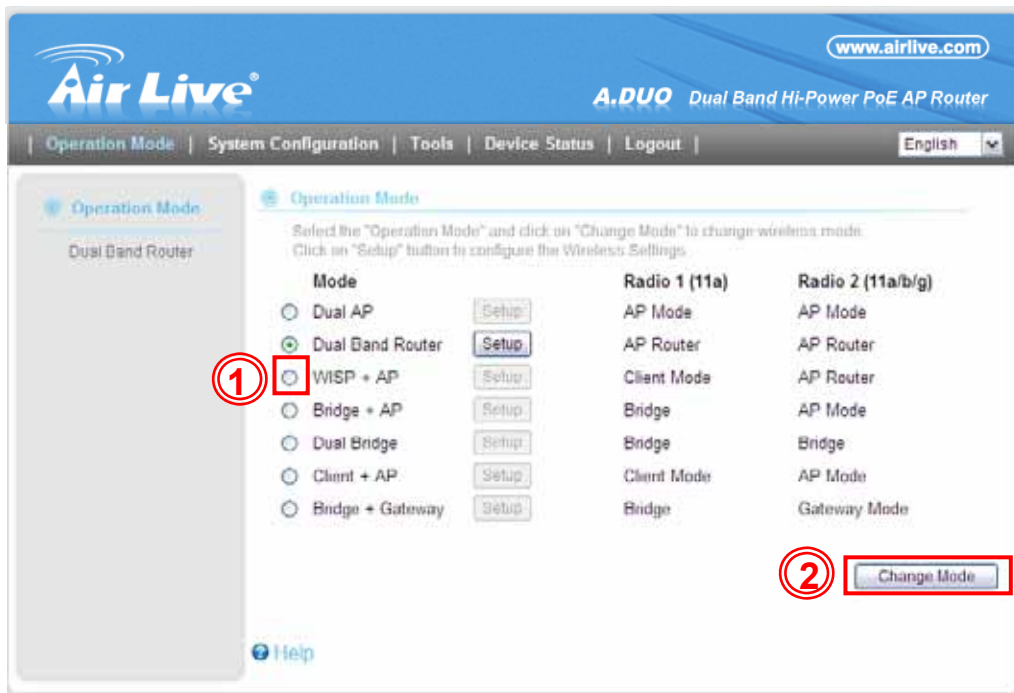 www.airlive.com
Air Live®
A.DUO Dual Band Hi-Power PoE AP Router
| Operation Mode | System Configuration | Tools | Device Status | Logout | English
Operation Mode
Dual Band Router
Operation Mode
Select the "Operation Mode" and click on "Change Mode" to change wireless mode.
Click on "Setup" button to configure the Wireless Settings.
Mode Radio 1 (11a) Radio 2 (11a/b/g)
Dual AP Setup AP Mode AP Mode
Dual Band Router Setup AP Router AP Router
1 WISP + AP Setup Client Mode AP Router
Bridge + AP Setup Bridge AP Mode
Dual Bridge Setup Bridge Bridge
Client + AP Setup Client Mode AP Mode
Bridge + Gateway Setup Bridge Gateway Mode
2 Change Mode
Help